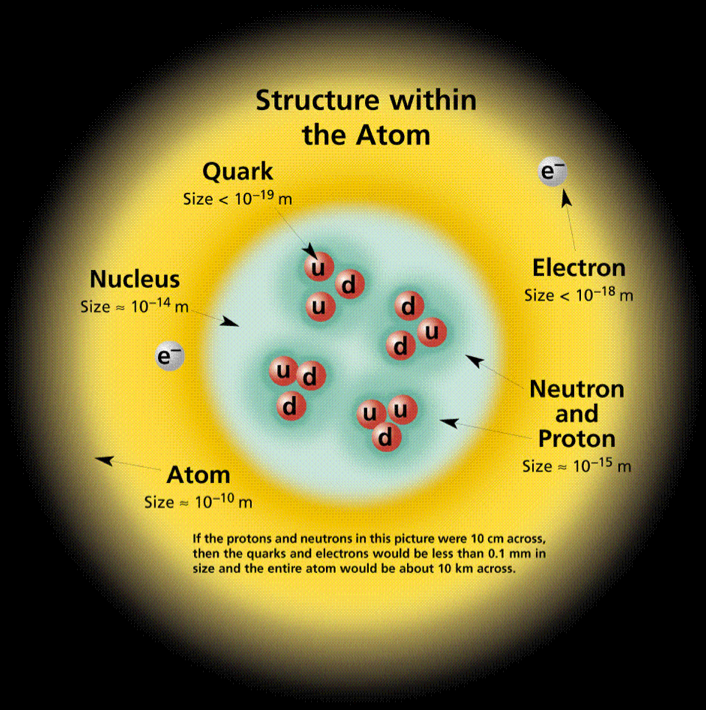 Structure within
the Atom
Quark
Size < 10⁻¹⁹ m
e⁻
Nucleus
Size ≈ 10⁻¹⁴ m
Electron
Size < 10⁻¹⁸ m
u
d
u
d
u
d
e⁻
u
d
d
u
u
d
Neutron
and
Proton
Size ≈ 10⁻¹⁵ m
Atom
Size ≈ 10⁻¹⁰ m
If the protons and neutrons in this picture were 10 cm across,
then the quarks and electrons would be less than 0.1 mm in
size and the entire atom would be about 10 km across.